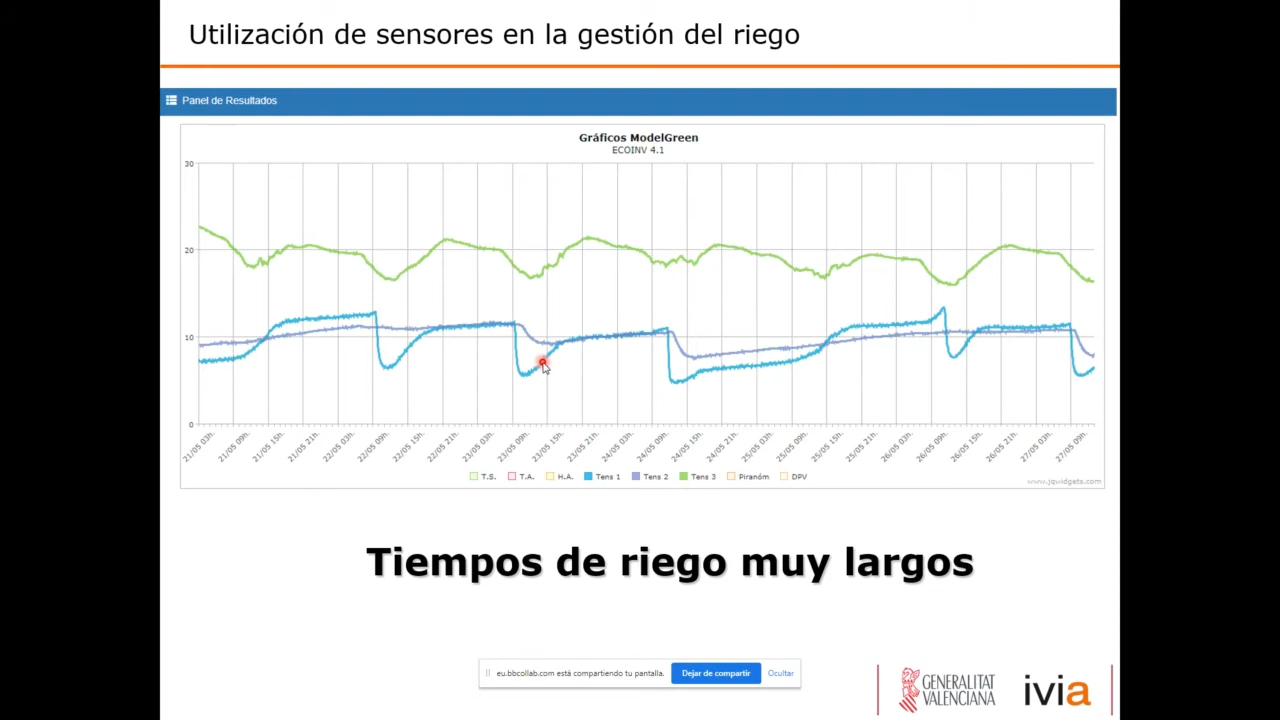 Utilización de sensores en la gestión del riego
Panel de Resultados
Gráficos ModelGreen
ECOINV 4.1
30
20
10
0
21/05 03h.
21/05 09h.
21/05 15h.
21/05 21h.
22/05 03h.
22/05 09h.
22/05 15h.
22/05 21h.
23/05 03h.
23/05 09h.
23/05 15h.
23/05 21h.
24/05 03h.
24/05 09h.
24/05 15h.
24/05 21h.
25/05 03h.
25/05 09h.
25/05 15h.
25/05 21h.
26/05 03h.
26/05 09h.
26/05 15h.
26/05 21h.
27/05 03h.
27/05 09h.
T.S. T.A. H.A. Tens 1 Tens 2 Tens 3 Piranóm DPV
www.jqwidgets.com
Tiempos de riego muy largos
eu.bbcollab.com está compartiendo tu pantalla. Dejar de compartir Ocultar
GENERALITAT
VALENCIANA
ivia